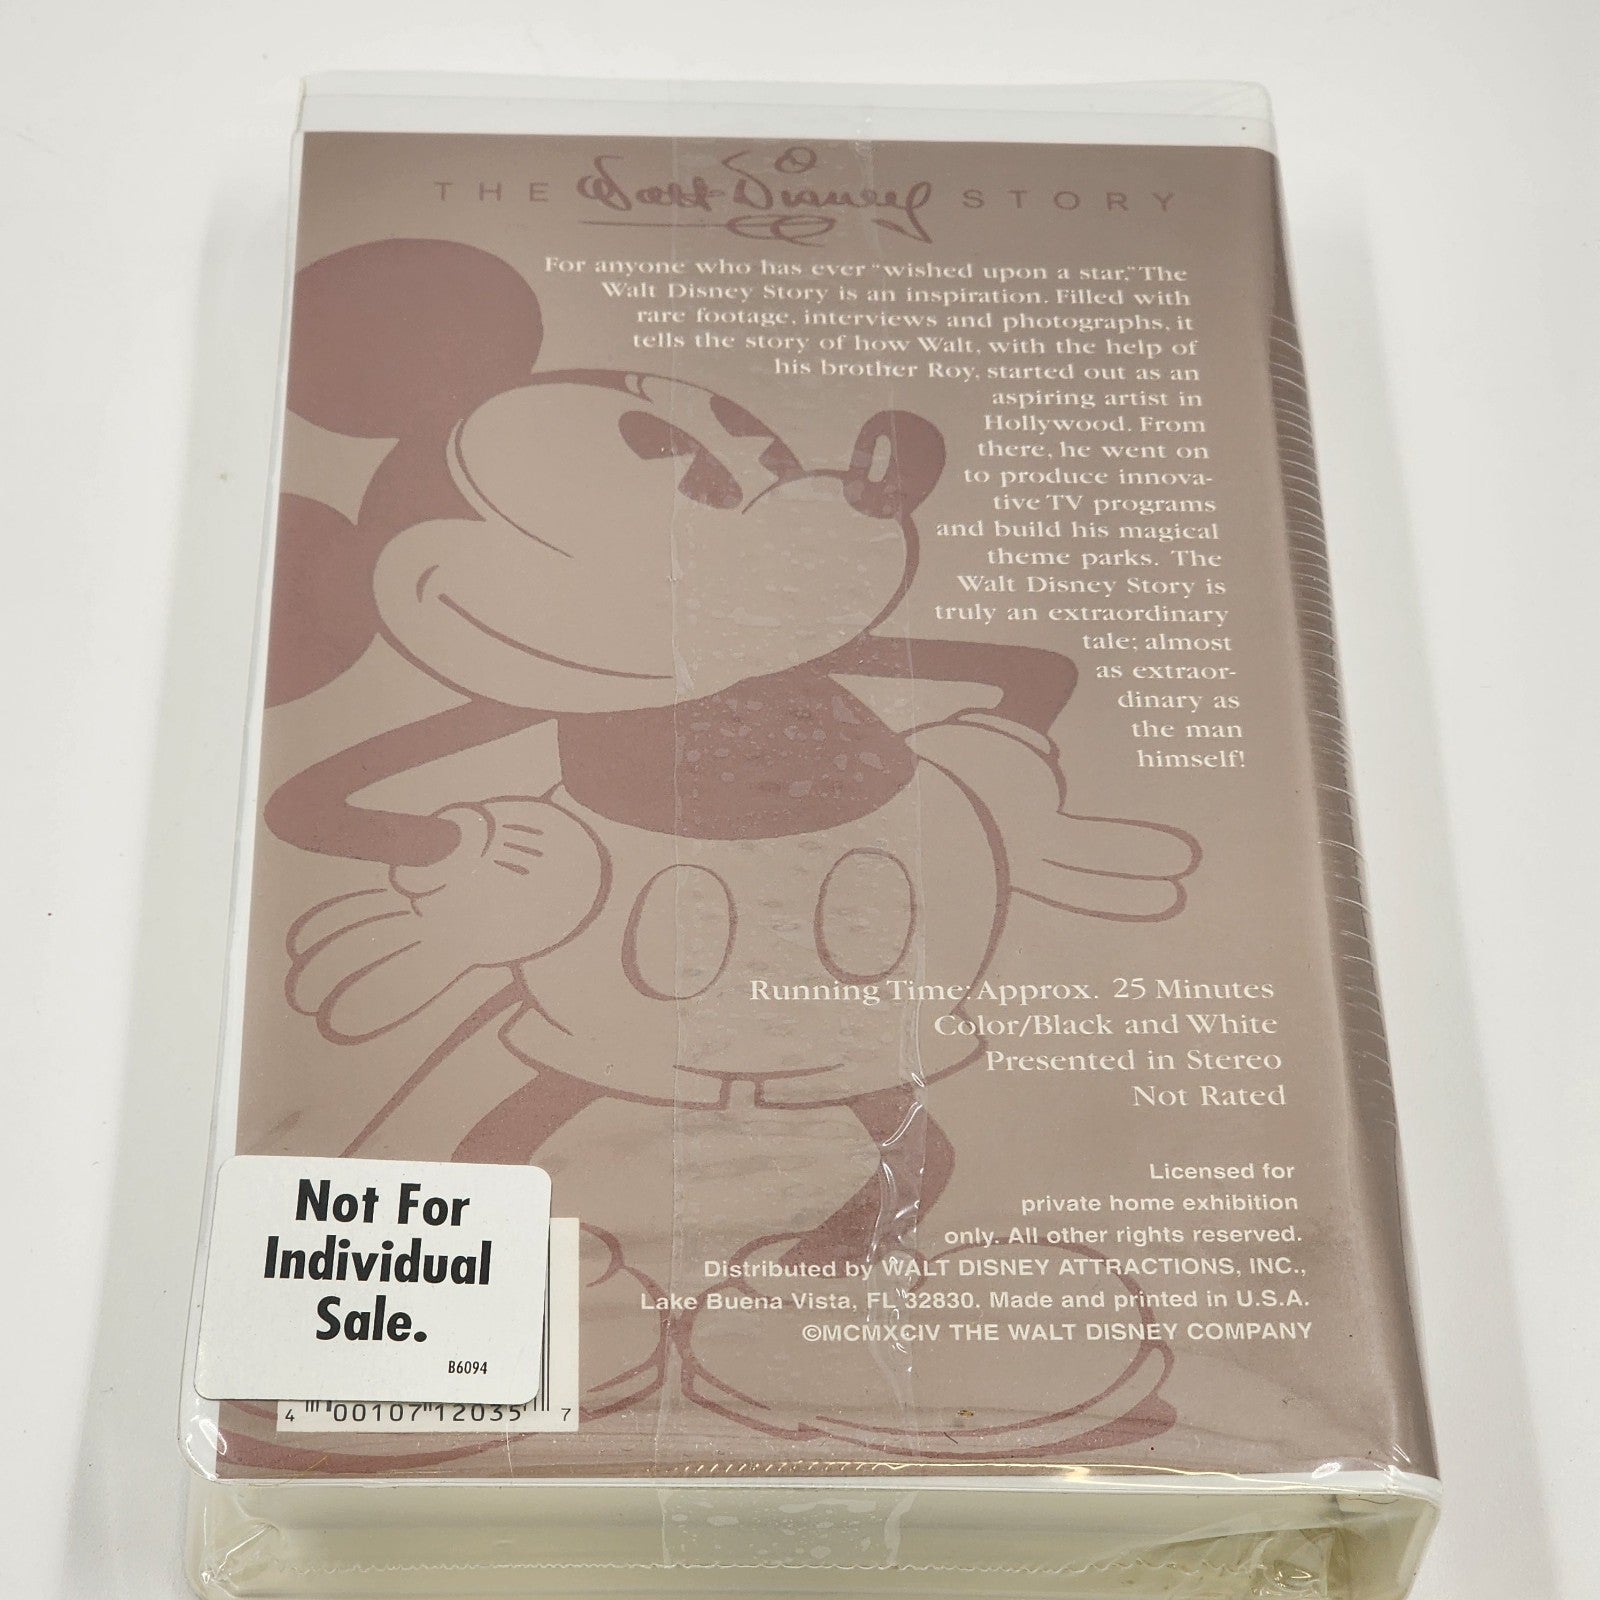 THE Walt Disney STORY
For anyone who has ever "wished upon a star," The
Walt Disney Story is an inspiration. Filled with
rare footage, interviews and photographs, it
tells the story of how Walt, with the help of
his brother Roy, started out as an
aspiring artist in
Hollywood. From
there, he went on
to produce innova-
tive TV programs
and build his magical
theme parks. The
Walt Disney Story is
truly an extraordinary
tale; almost
as extraor-
dinary as
the man
himself!
Running Time: Approx. 25 Minutes
Color/Black and White
Presented in Stereo
Not Rated
Licensed for
private home exhibition
only. All other rights reserved.
Distributed by WALT DISNEY ATTRACTIONS, INC.,
Lake Buena Vista, FL 32830. Made and printed in U.S.A.
©MCMXCIV THE WALT DISNEY COMPANY
Not For
Individual
Sale.
B6094
4 00107 12035 7